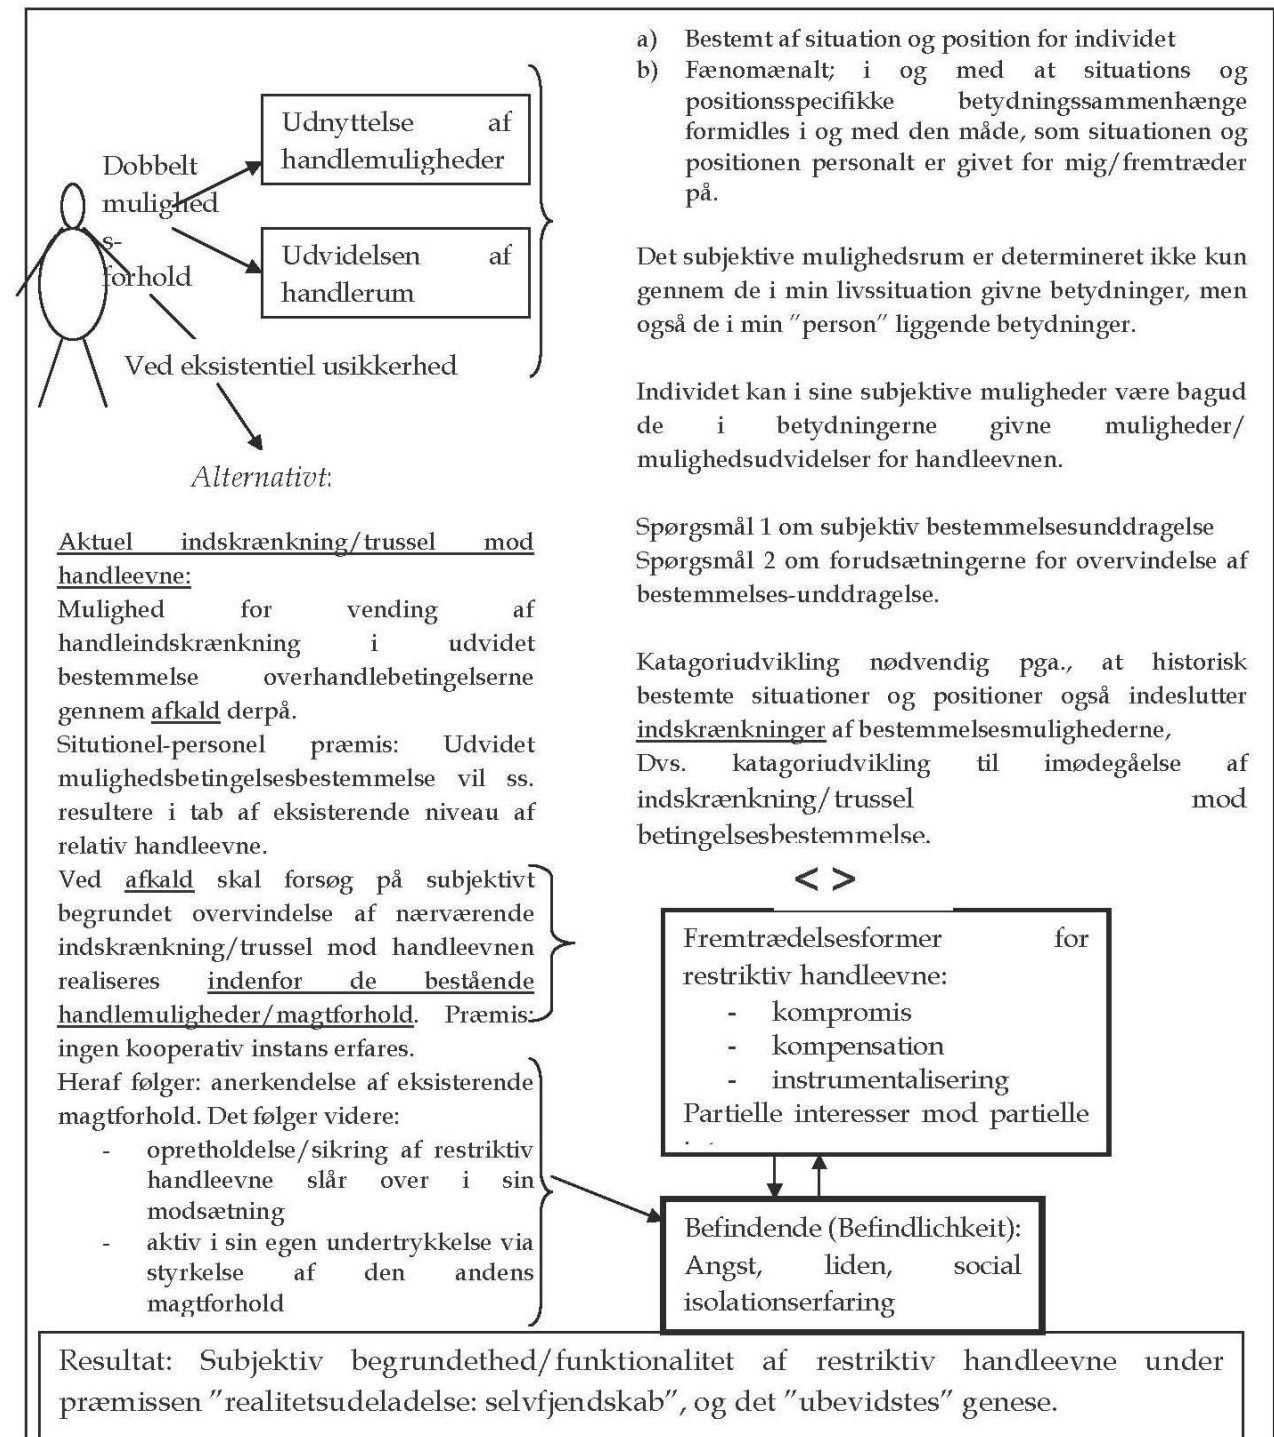 Dobbelt
mulighed
s-
forhold
Udnyttelse af
handlemuligheder
Udvidelsen af
handlerum
Ved eksistentiel usikkerhed
Alternativt:
Aktuel indskrænkning/trussel mod
handleevne:
Mulighed for vending af
handleindskrænkning i udvidet
bestemmelse overhandlebetingelserne
gennem afkald derpå.
Situtionel-personel præmis: Udvidet
mulighedsbetingelsesbestemmelse vil ss.
resultere i tab af eksisterende niveau af
relativ handleevne.
Ved afkald skal forsøg på subjektivt
begrundet overvindelse af nærværende
indskrænkning/trussel mod handleevnen
realiseres indenfor de bestående
handlemuligheder/magtforhold. Præmis:
ingen kooperativ instans erfares.
Heraf følger: anerkendelse af eksisterende
magtforhold. Det følger videre:
- opretholdelse/sikring af restriktiv
handleevne slår over i sin
modsætning
- aktiv i sin egen undertrykkelse via
styrkelse af den andens
magtforhold
a) Bestemt af situation og position for individet
b) Fænomænalt; i og med at situations og
positionsspecifikke betydningssammenhænge
formidles i og med den måde, som situationen og
positionen personalt er givet for mig/fremtræder
på.
Det subjektive mulighedsrum er determineret ikke kun
gennem de i min livssituation givne betydninger, men
også de i min ”person” liggende betydninger.
Individet kan i sine subjektive muligheder være bagud
de i betydningerne givne muligheder/
mulighedsudvidelser for handleevnen.
Spørgsmål 1 om subjektiv bestemmelsesunddragelse
Spørgsmål 2 om forudsætningerne for overvindelse af
bestemmelses-unddragelse.
Katagoriudvikling nødvendig pga., at historisk
bestemte situationer og positioner også indeslutter
indskrænkninger af bestemmelsesmulighederne,
Dvs. katagoriudvikling til imødegåelse af
indskrænkning/trussel mod
betingelsesbestemmelse.
< >
Fremtrædelsesformer for
restriktiv handleevne:
- kompromis
- kompensation
- instrumentalisering
Partielle interesser mod partielle
Befindende (Befindlichkeit):
Angst, liden, social
isolationserfaring
Resultat: Subjektiv begrundethed/funktionalitet af restriktiv handleevne under
præmissen ”realitetsudeladelse: selvfjendskab”, og det ”ubevidstes” genese.